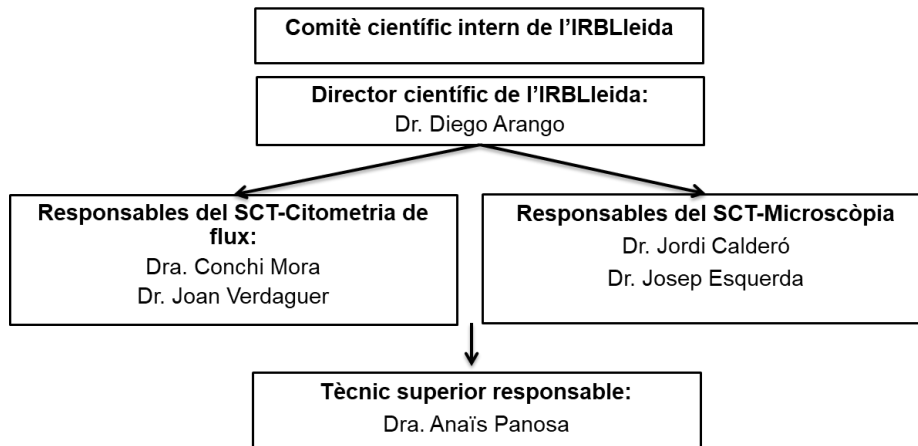 Comitè científic intern de l'IRBLleida
Director científic de l'IRBLleida:
Dr. Diego Arango
Responsables del SCT-Citometria de
flux:
Dra. Conchi Mora
Dr. Joan Verdaguer
Responsables del SCT-Microscòpia
Dr. Jordi Calderó
Dr. Josep Esquerda
Tècnic superior responsable:
Dra. Anaïs Panosa